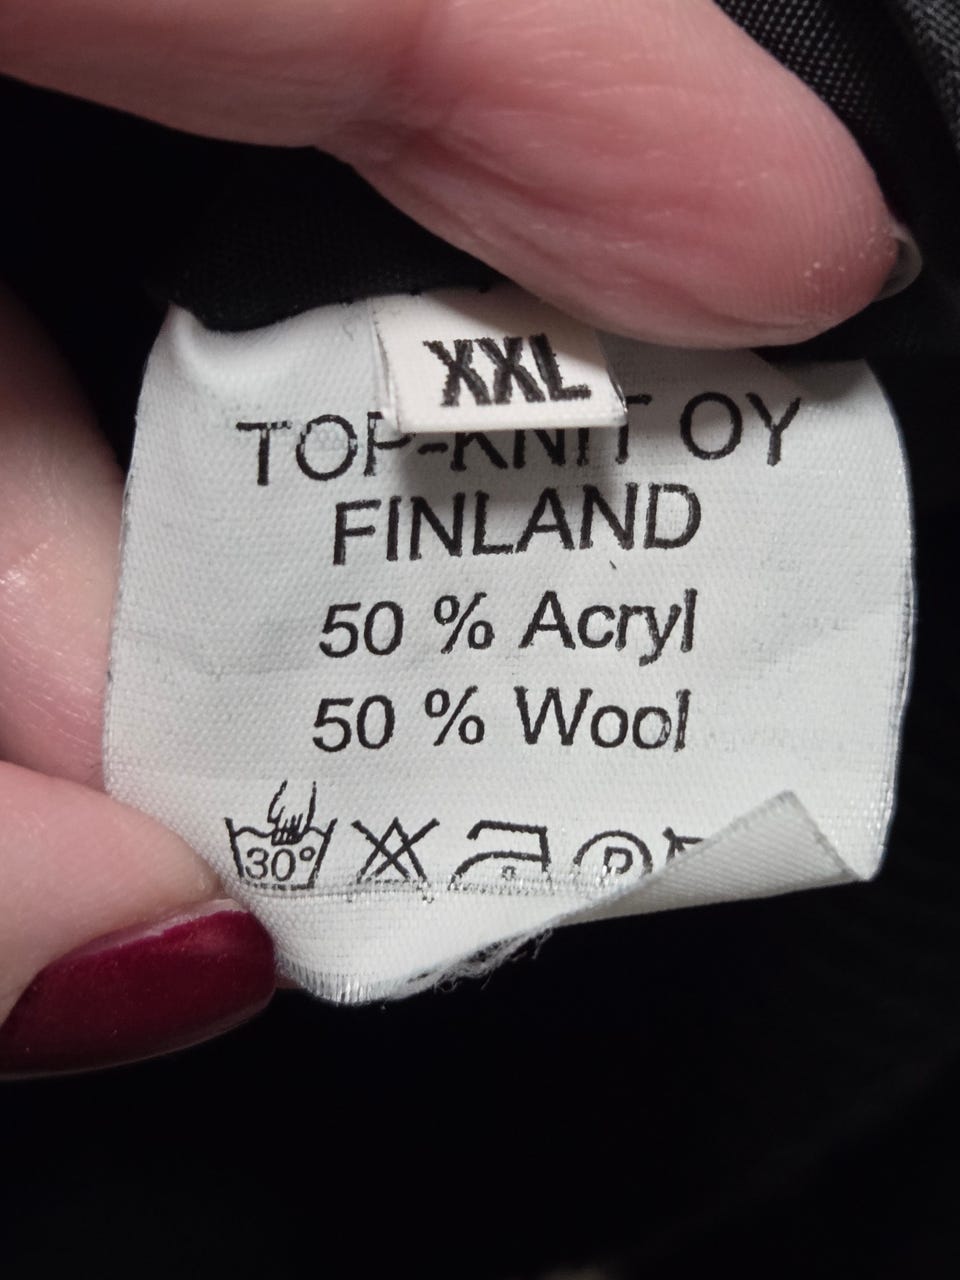 XXL
TOP-KNIT OY
FINLAND
50 % Acryl
50 % Wool
30°
P